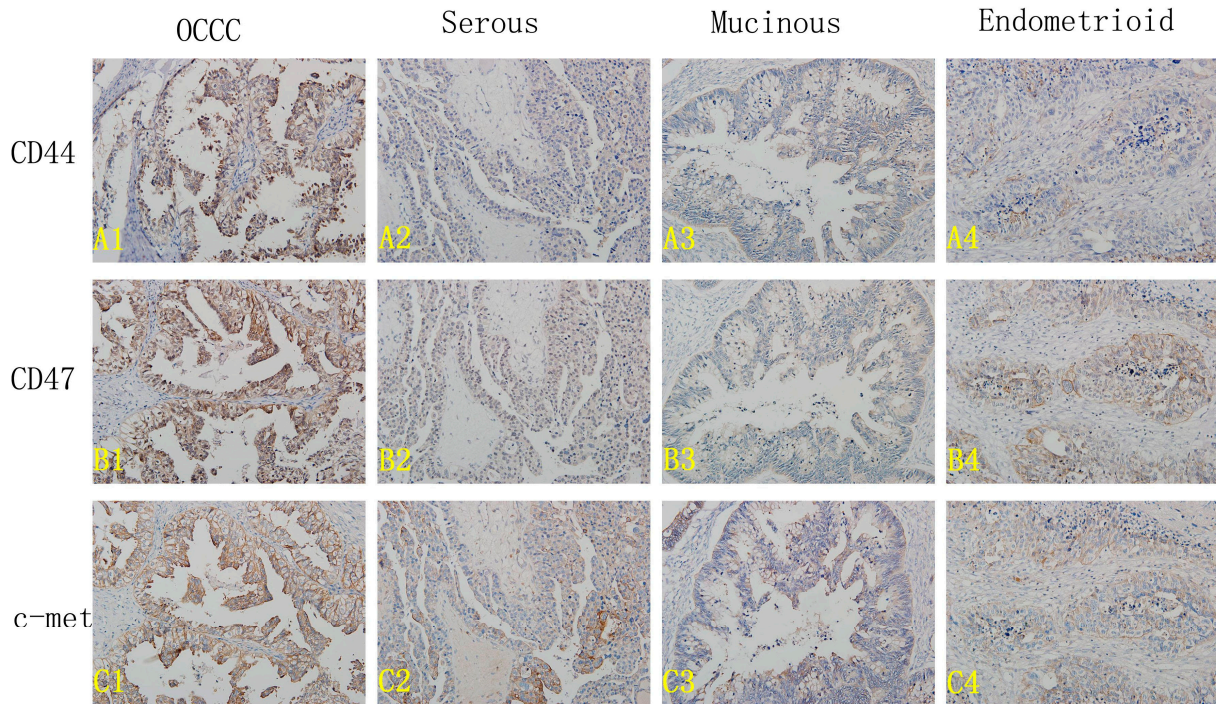 OCCC Serous Mucinous Endometrioid
CD44
A1 A2 A3 A4
CD47
B1 B2 B3 B4
c-met
C1 C2 C3 C4